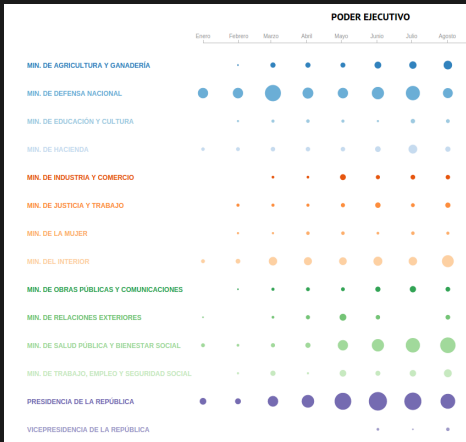 PODER EJECUTIVO
Enero Febrero Marzo Abril Mayo Junio Julio Agosto
MIN. DE AGRICULTURA Y GANADERÍA
MIN. DE DEFENSA NACIONAL
MIN. DE EDUCACIÓN Y CULTURA
MIN. DE HACIENDA
MIN. DE INDUSTRIA Y COMERCIO
MIN. DE JUSTICIA Y TRABAJO
MIN. DE LA MUJER
MIN. DEL INTERIOR
MIN. DE OBRAS PÚBLICAS Y COMUNICACIONES
MIN. DE RELACIONES EXTERIORES
MIN. DE SALUD PÚBLICA Y BIENESTAR SOCIAL
MIN. DE TRABAJO, EMPLEO Y SEGURIDAD SOCIAL
PRESIDENCIA DE LA REPÚBLICA
VICEPRESIDENCIA DE LA REPÚBLICA